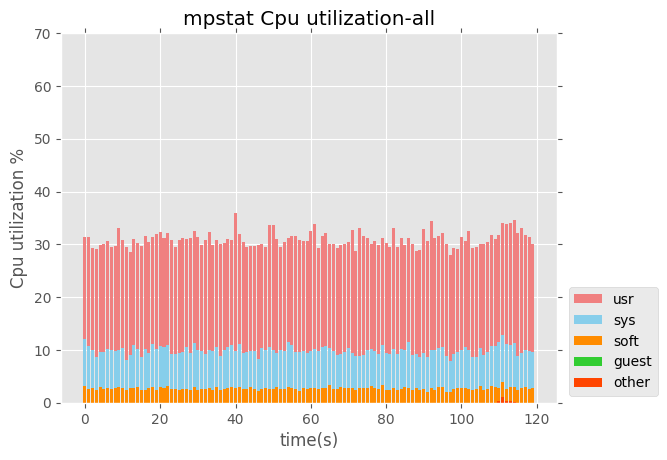 mpstat Cpu utilization-all
Cpu utilization %
70
60
50
40
30
20
10
0
0 20 40 60 80 100 120
time(s)
usr
sys
soft
guest
other